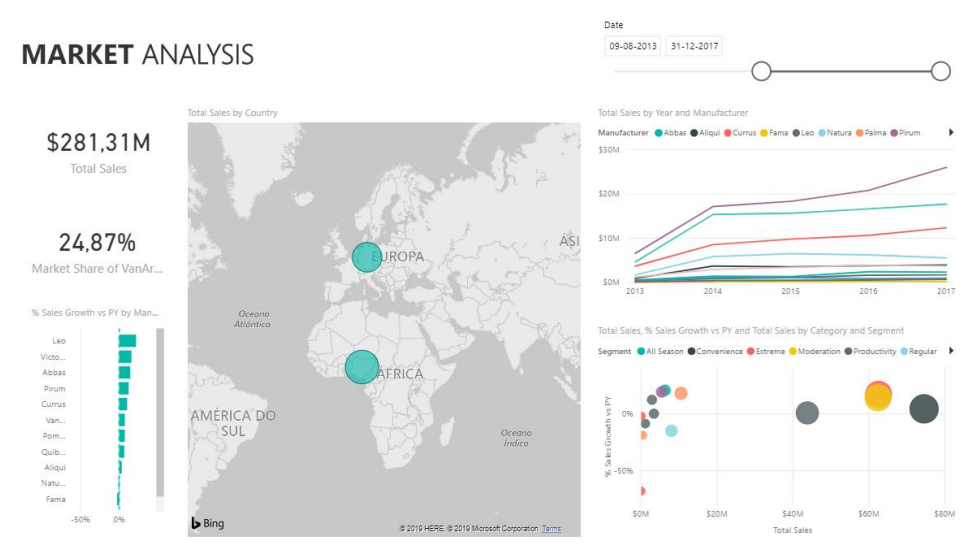 MARKET ANALYSIS
Date
09-08-2013 31-12-2017
$281,31M
Total Sales
24,87%
Market Share of VanAr...
% Sales Growth vs PY by Man...
Leo
Victo...
Abbas
Pirum
Currus
Van...
Pom...
Quib...
Aliqui
Natu...
Fama
-50% 0%
Total Sales by Country
EUROPA
ÁSI
Oceano
Atlântico
ÁFRICA
AMÉRICA DO
SUL
Oceano
Índico
Bing
© 2019 HERE, © 2019 Microsoft Corporation Terms
Total Sales by Year and Manufacturer
Manufacturer Abbas Aliqui Currus Fama Leo Natura Palma Pirum
$30M
$20M
$10M
$0M
2013 2014 2015 2016 2017
Total Sales, % Sales Growth vs PY and Total Sales by Category and Segment
Segment All Season Convenience Extreme Moderation Productivity Regular
% Sales Growth vs PY
0%
-50%
$0M $20M $40M $60M $80M
Total Sales